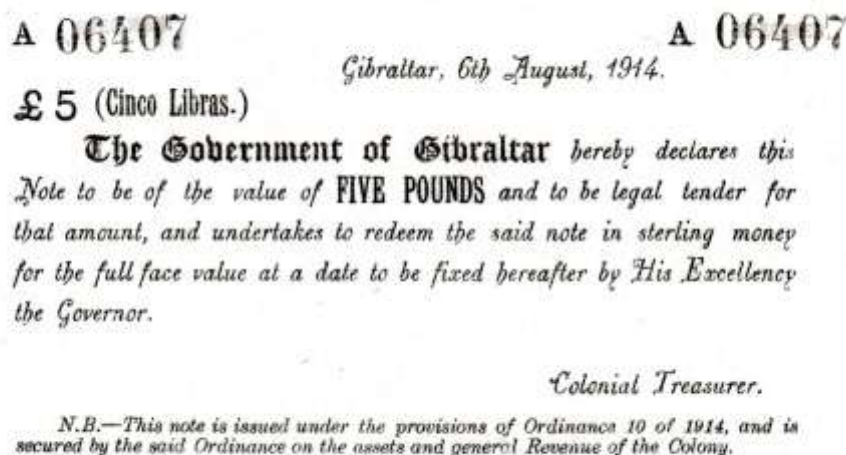 A 06407 A 06407
Gibraltar, 6th August, 1914.
£ 5 (Cinco Libras.)
The Government of Gibraltar hereby declares this
Note to be of the value of FIVE POUNDS and to be legal tender for
that amount, and undertakes to redeem the said note in sterling money
for the full face value at a date to be fixed hereafter by His Excellency
the Governor.
Colonial Treasurer.
N.B.—This note is issued under the provisions of Ordinance 10 of 1914, and is
secured by the said Ordinance on the assets and general Revenue of the Colony.